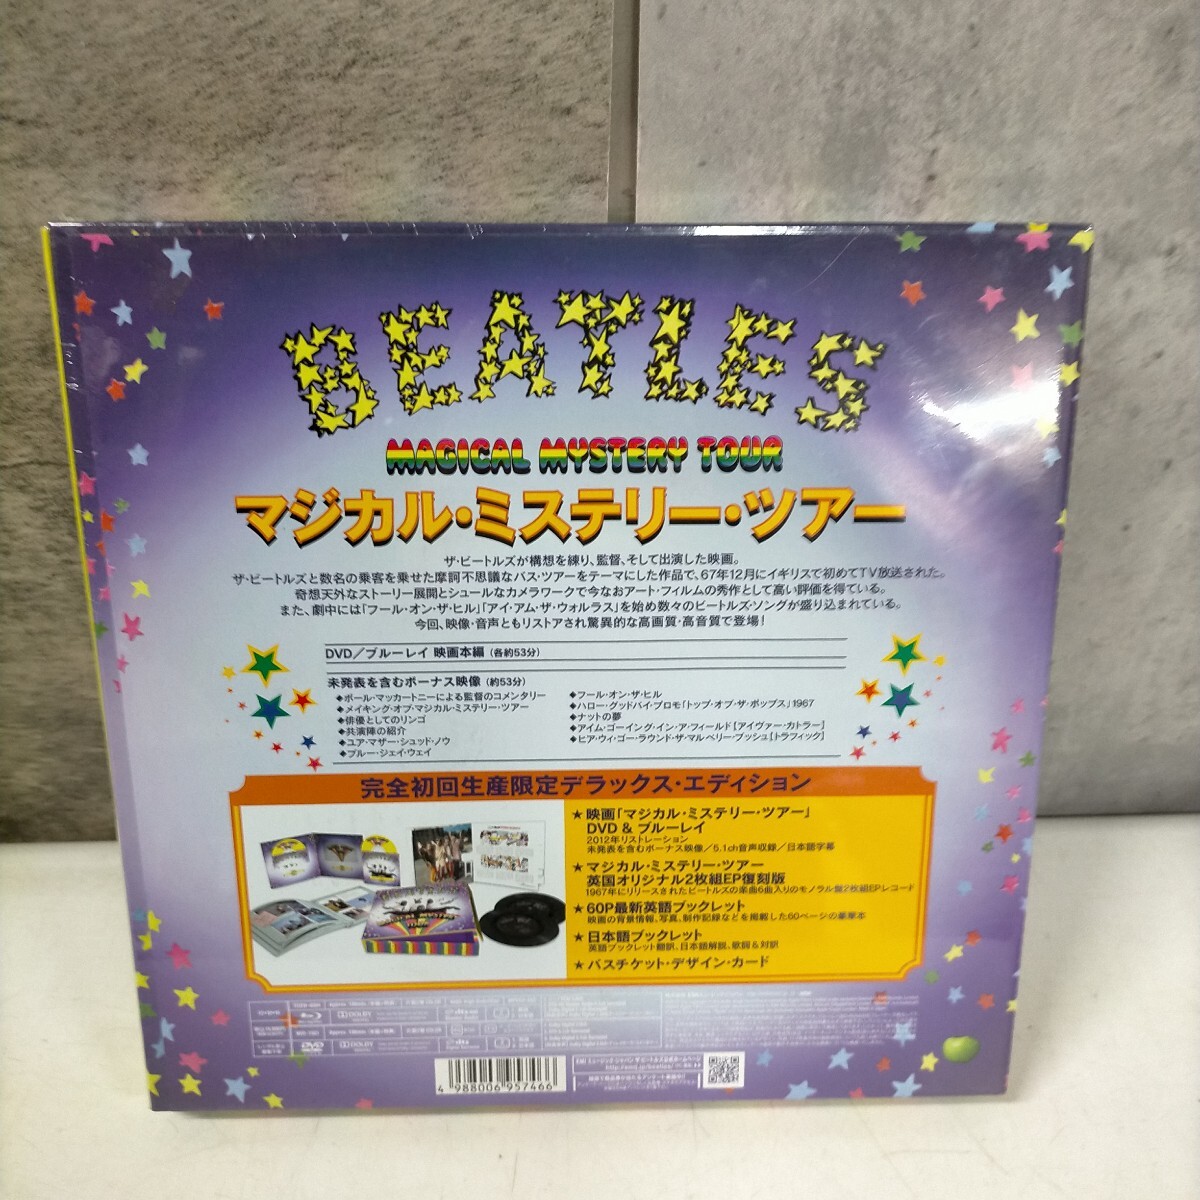 BEATLES
MAGICAL MYSTERY TOUR
マジカル・ミステリー・ツアー
ザ・ビートルズが構想を練り、監督、そして出演した映画。
ザ・ビートルズと数名の乗客を乗せた摩訶不思議なバス・ツアーをテーマにした作品で、67年12月にイギリスで初めてTV放送された。
奇想天外なストーリー展開とシュールなカメラワークで今なおアート・フィルムの秀作として高い評価を得ている。
また、劇中には「フール・オン・ザ・ヒル」「アイ・アム・ザ・ウォルラス」を始め数々のビートルズ・ソングが盛り込まれている。
今回、映像・音声ともリストアされ驚異的な高画質・高音質で登場!
DVD/ブルーレイ 映画本編 (各約53分)
未発表を含むボーナス映像 (約53分)
◆ポール・マッカートニーによる監督のコメンタリー
◆メイキング・オブ・マジカル・ミステリー・ツアー
◆俳優としてのリンゴ
◆共演陣の紹介
◆ユア・マザー・シュッド・ノウ
◆ブルー・ジェイ・ウェイ
◆フール・オン・ザ・ヒル
◆ハロー・グッドバイ・プロモ「トップ・オブ・ザ・ポップス」1967
◆ナットの夢
◆アイム・ゴーイング・イン・ア・フィールド[アイヴァー・カトラー]
◆ヒア・ウィ・ゴー・ラウンド・ザ・マルベリー・ブッシュ[トラフィック]
完全初回生産限定デラックス・エディション
★映画「マジカル・ミステリー・ツアー」
DVD & ブルーレイ
2012年リストレーション
未発表を含むボーナス映像/5.1ch音声収録/日本語字幕
★マジカル・ミステリー・ツアー
英国オリジナル2枚組EP復刻版
1967年にリリースされたビートルズの楽曲6曲入りのモノラル盤2枚組EPレコード
★60P最新英語ブックレット
映画の背景情報、写真、制作記録などを掲載した60ページの豪華本
★日本語ブックレット
英語ブックレット翻訳、日本語解説、歌詞&対訳
★バスチケット・デザイン・カード
DVD
4 988006 957466